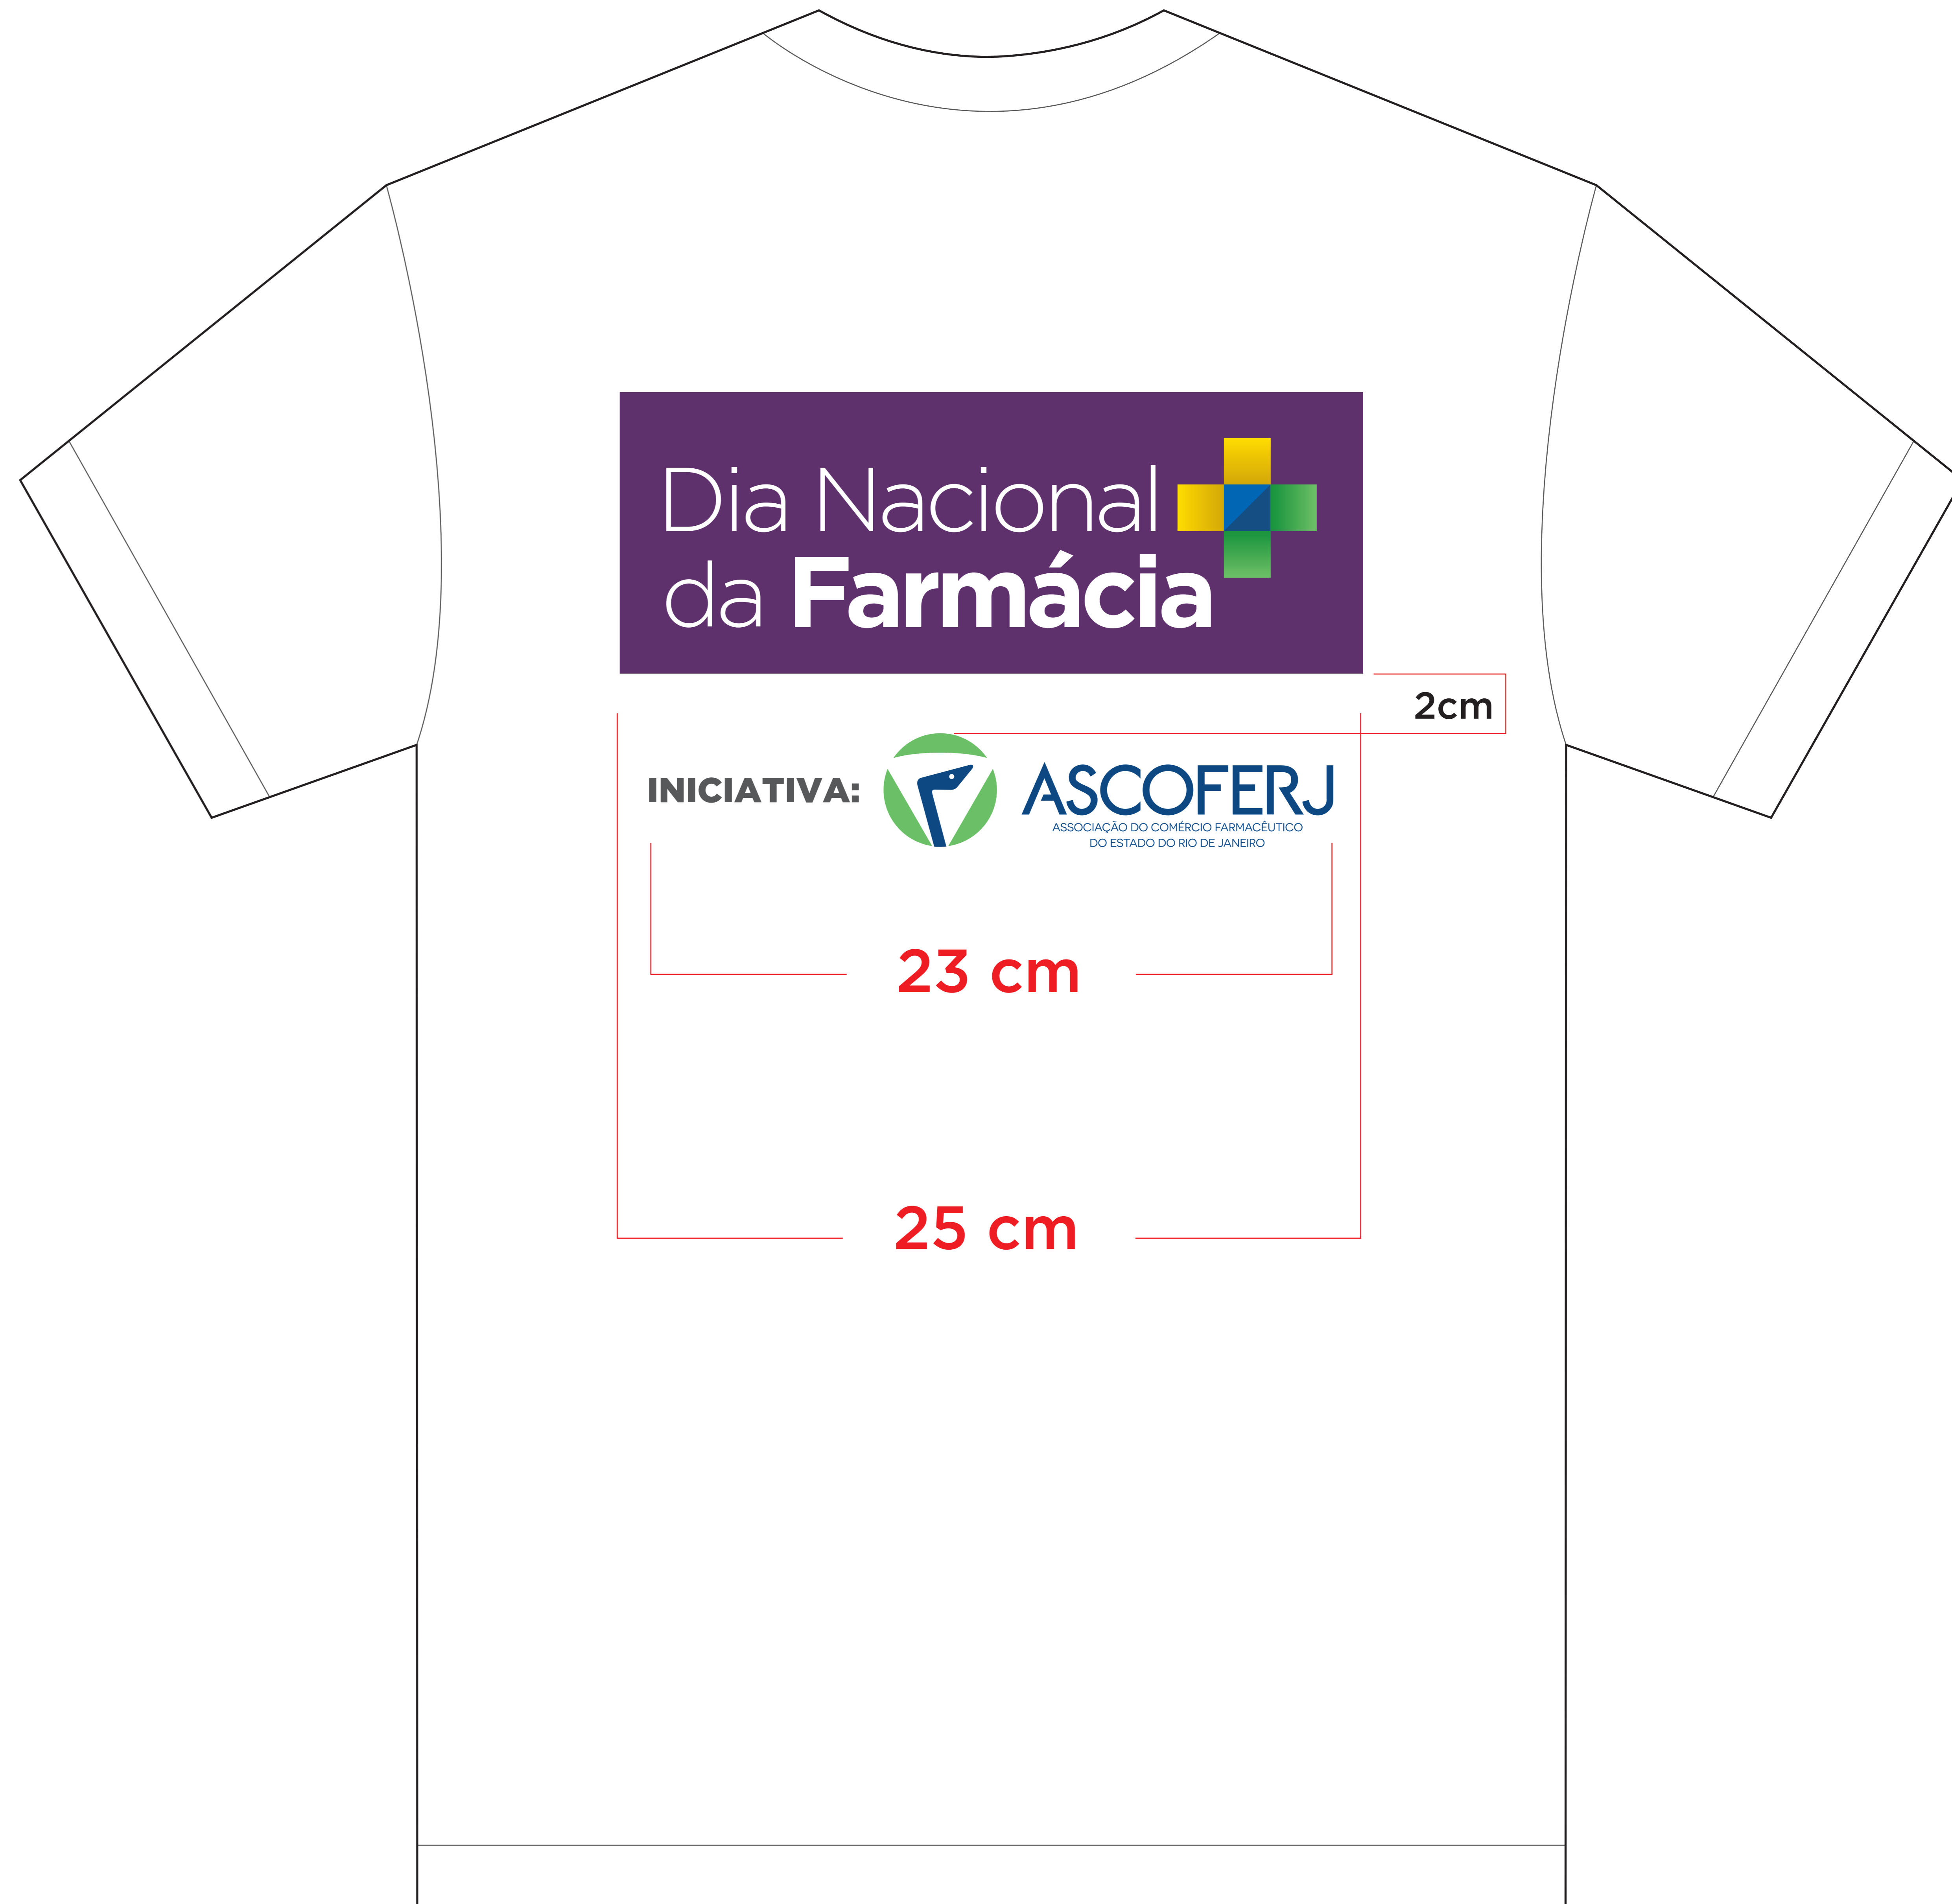 Dia Nacional
da Farmácia
2cm
INICIATIVA:
ASCOFERJ
ASSOCIAÇÃO DO COMÉRCIO FARMACÊUTICO
DO ESTADO DO RIO DE JANEIRO
23 cm
25 cm